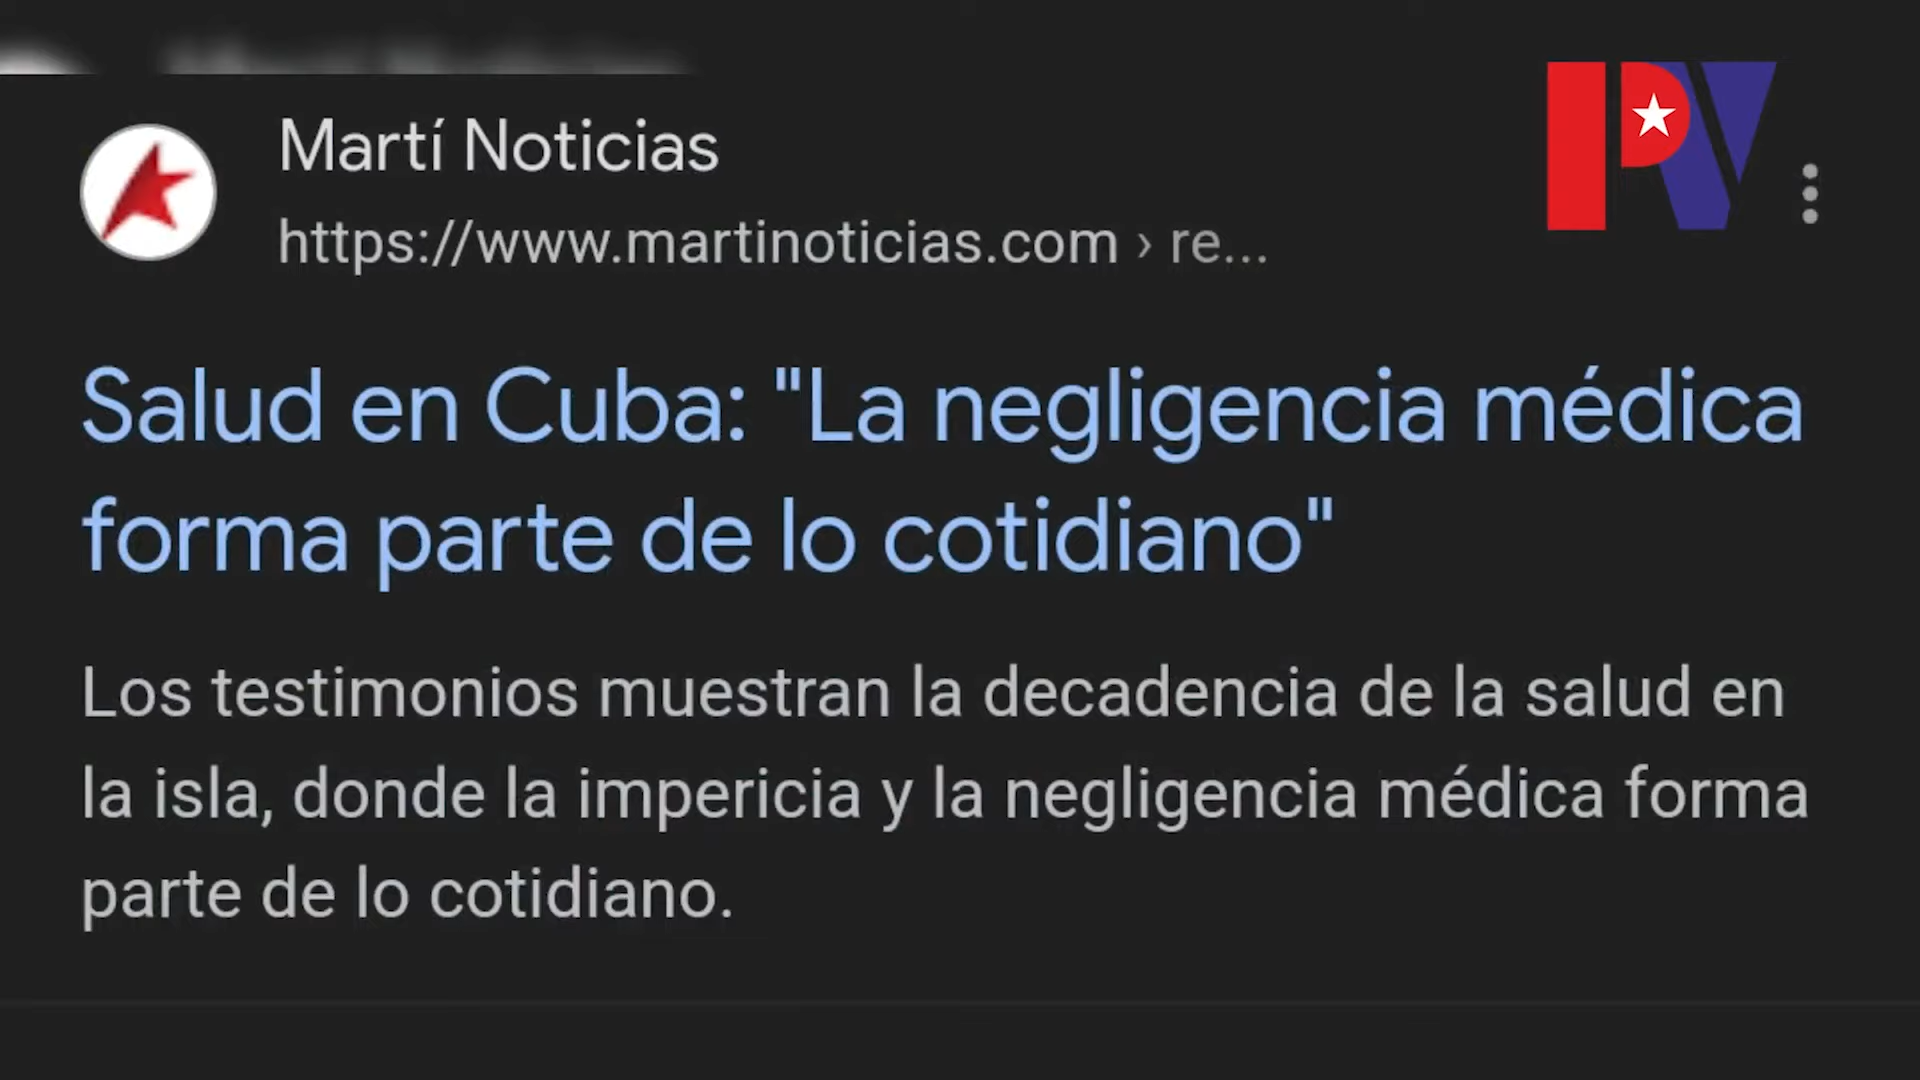 Martí Noticias
https://www.martinoticias.com › re...
Salud en Cuba: "La negligencia médica
forma parte de lo cotidiano"
Los testimonios muestran la decadencia de la salud en
la isla, donde la impericia y la negligencia médica forma
parte de lo cotidiano.